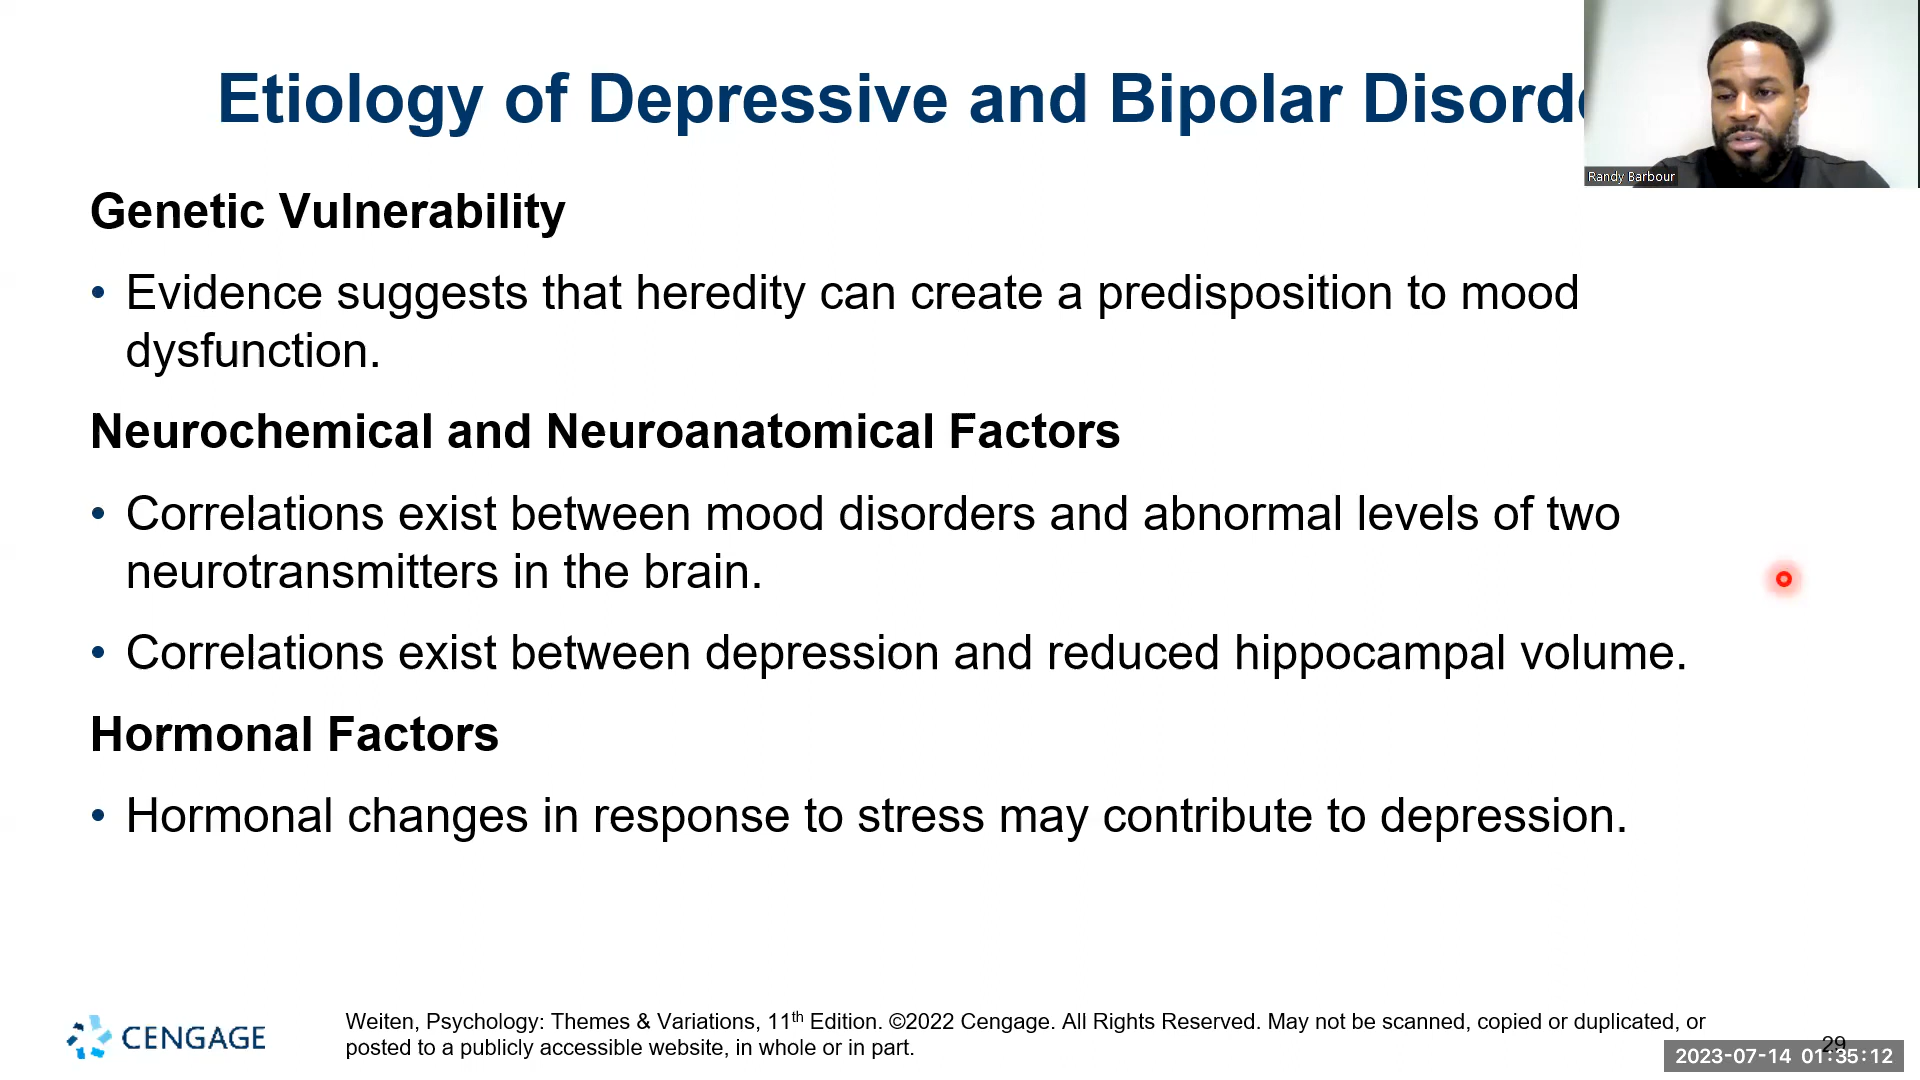 Etiology of Depressive and Bipolar Disord
Randy Barbour
Genetic Vulnerability
• Evidence suggests that heredity can create a predisposition to mood
dysfunction.
Neurochemical and Neuroanatomical Factors
• Correlations exist between mood disorders and abnormal levels of two
neurotransmitters in the brain.
• Correlations exist between depression and reduced hippocampal volume.
Hormonal Factors
• Hormonal changes in response to stress may contribute to depression.
CENGAGE
Weiten, Psychology: Themes & Variations, 11th Edition. ©2022 Cengage. All Rights Reserved. May not be scanned, copied or duplicated, or
posted to a publicly accessible website, in whole or in part.
29
2023-07-14 01:35:12